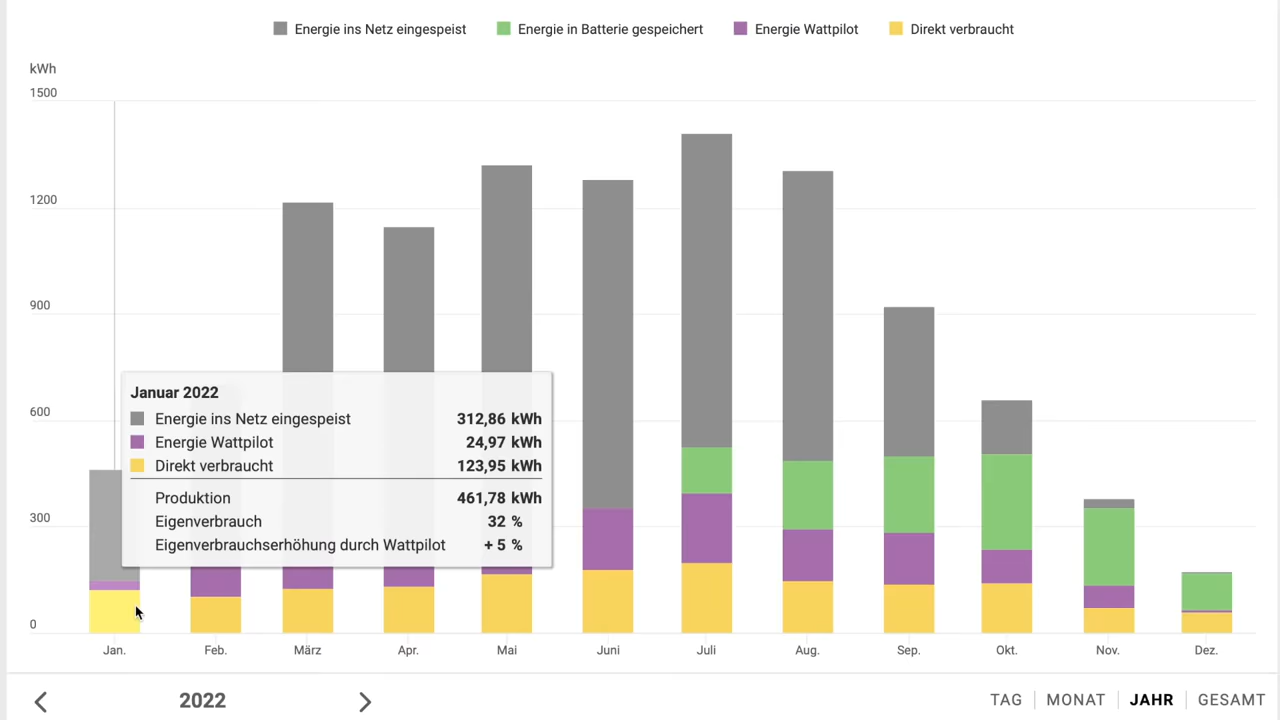 Energie ins Netz eingespeist Energie in Batterie gespeichert Energie Wattpilot Direkt verbraucht
kWh
1500
1200
900
600
300
0
Januar 2022
Energie ins Netz eingespeist 312,86 kWh
Energie Wattpilot 24,97 kWh
Direkt verbraucht 123,95 kWh
Produktion 461,78 kWh
Eigenverbrauch 32 %
Eigenverbrauchserhöhung durch Wattpilot + 5 %
Jan. Feb. März Apr. Mai Juni Juli Aug. Sep. Okt. Nov. Dez.
2022 TAG MONAT JAHR GESAMT